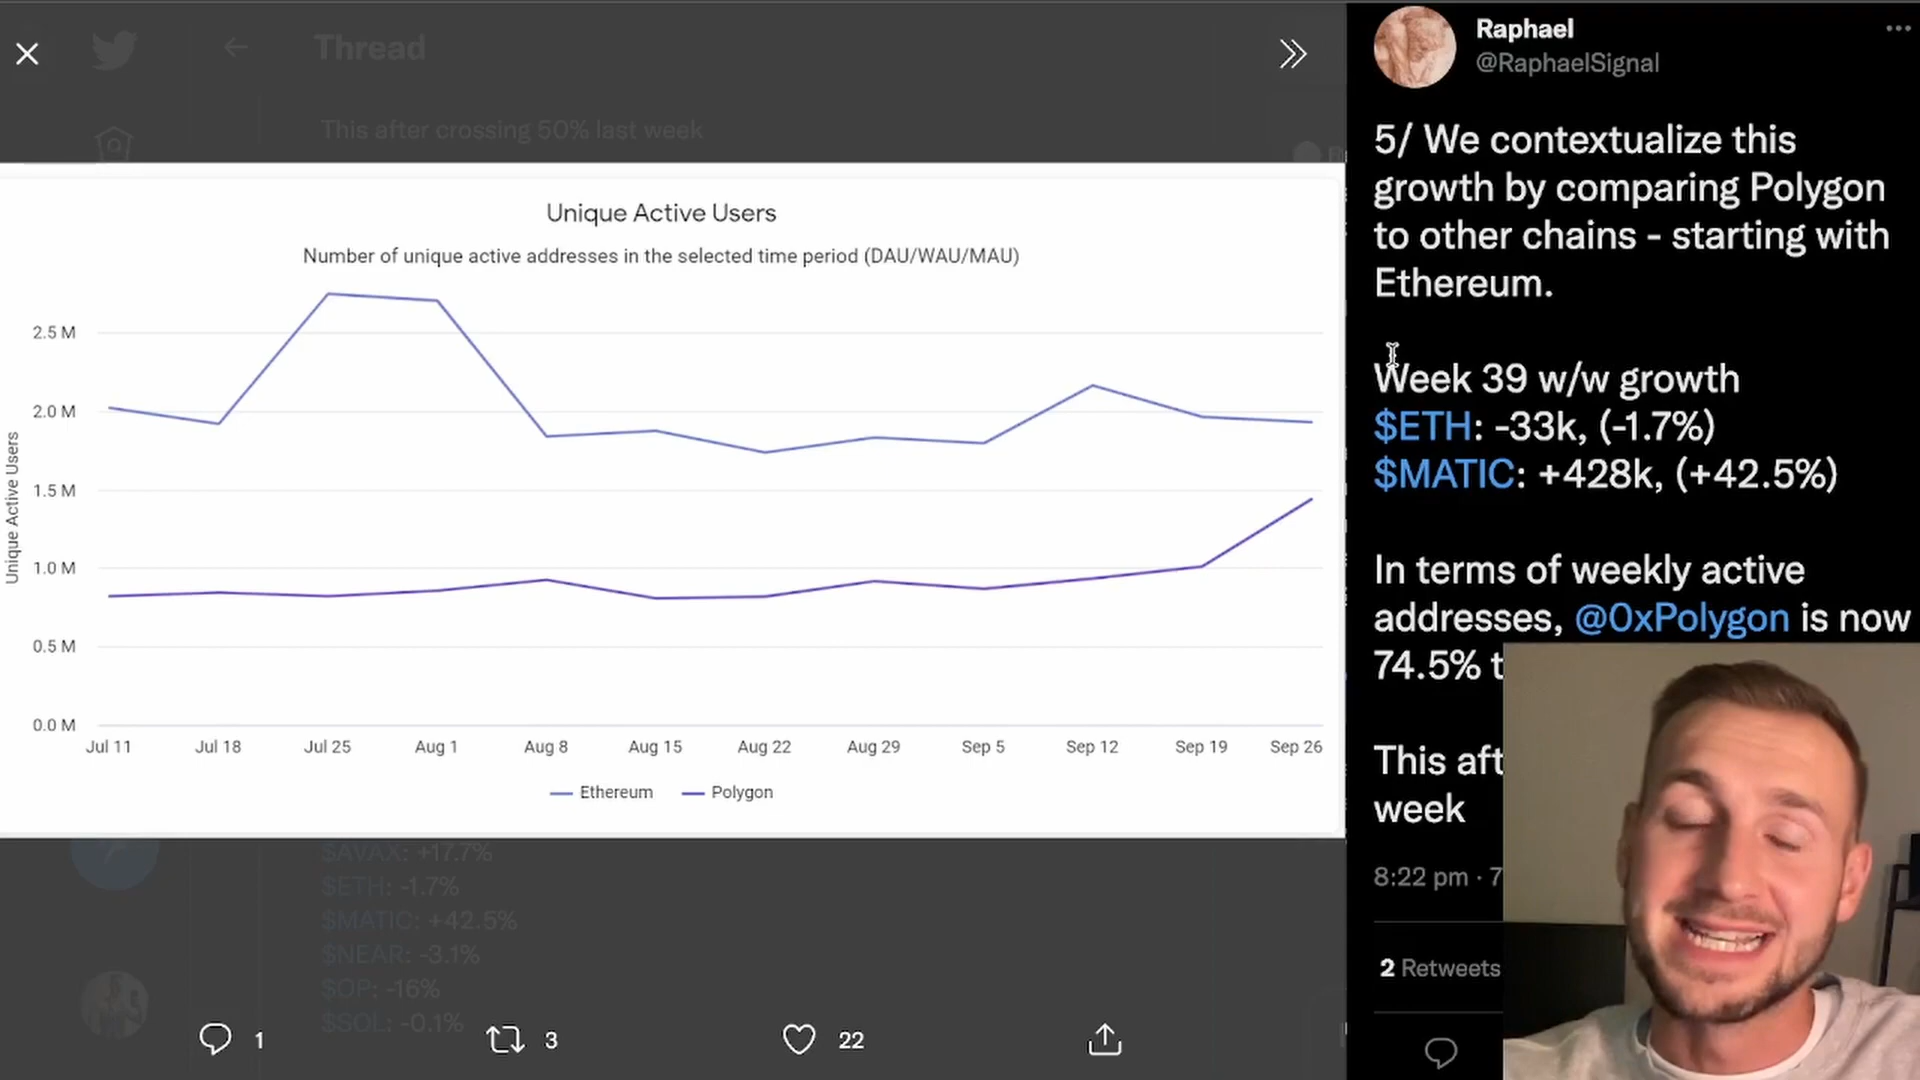 Thread
This after crossing 50% last week
Unique Active Users
Number of unique active addresses in the selected time period (DAU/WAU/MAU)
Unique Active Users
2.5 M
2.0 M
1.5 M
1.0 M
0.5 M
0.0 M
Jul 11 Jul 18 Jul 25 Aug 1 Aug 8 Aug 15 Aug 22 Aug 29 Sep 5 Sep 12 Sep 19 Sep 26
Ethereum Polygon
$AVAX: +17.7%
$ETH: -1.7%
$MATIC: +42.5%
$NEAR: -3.1%
$OP: -16%
$SOL: -0.1%
1 3 22
Raphael
@RaphaelSignal
5/ We contextualize this
growth by comparing Polygon
to other chains - starting with
Ethereum.
Week 39 w/w growth
$ETH: -33k, (-1.7%)
$MATIC: +428k, (+42.5%)
In terms of weekly active
addresses, @0xPolygon is now
74.5% t
This aft
week
8:22 pm · 7
2 Retweets